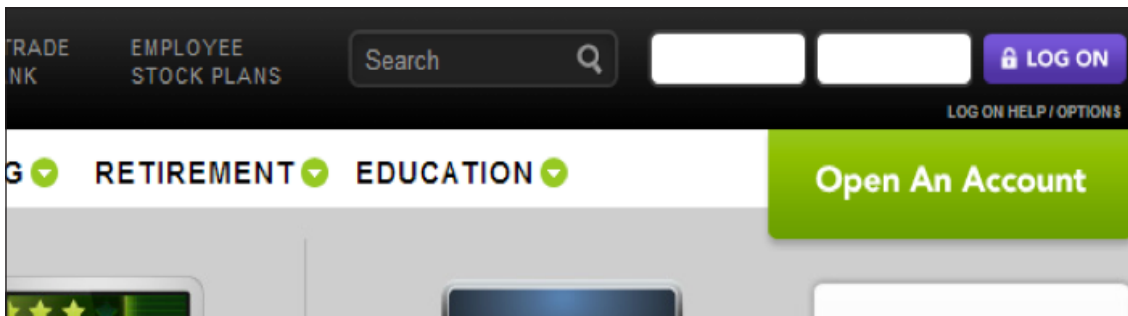 TRADE
NK
EMPLOYEE
STOCK PLANS
Search
LOG ON
LOG ON HELP / OPTIONS
G
RETIREMENT
EDUCATION
Open An Account